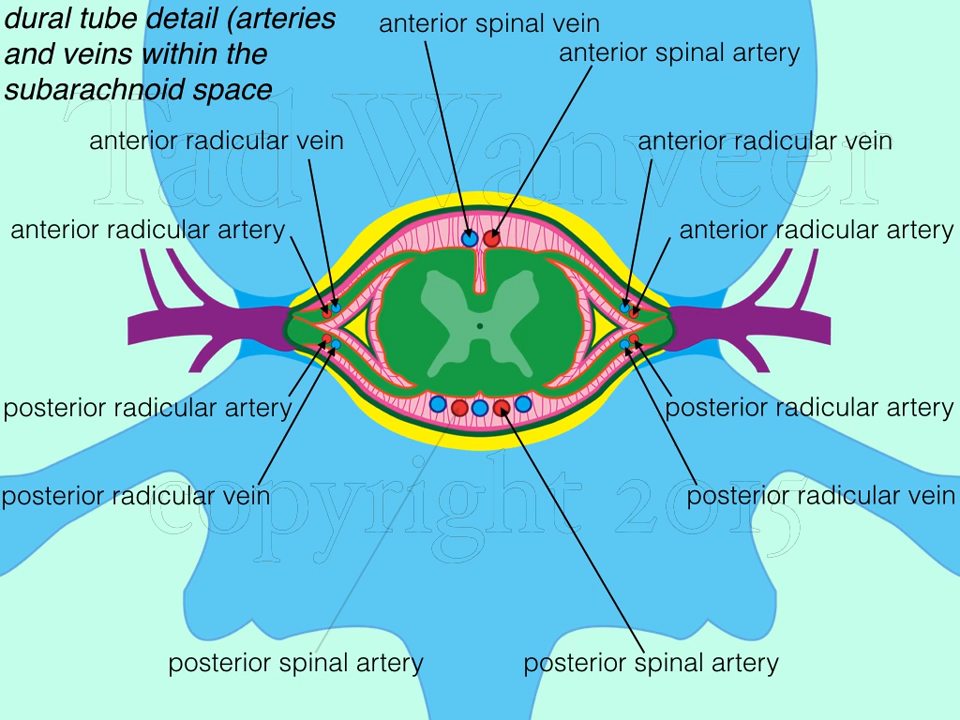 dural tube detail (arteries
and veins within the
subarachnoid space
anterior spinal vein
anterior spinal artery
anterior radicular vein
anterior radicular vein
anterior radicular artery
anterior radicular artery
posterior radicular artery
posterior radicular artery
posterior radicular vein
posterior radicular vein
posterior spinal artery
posterior spinal artery
Tad Wanveer
copyright 2015